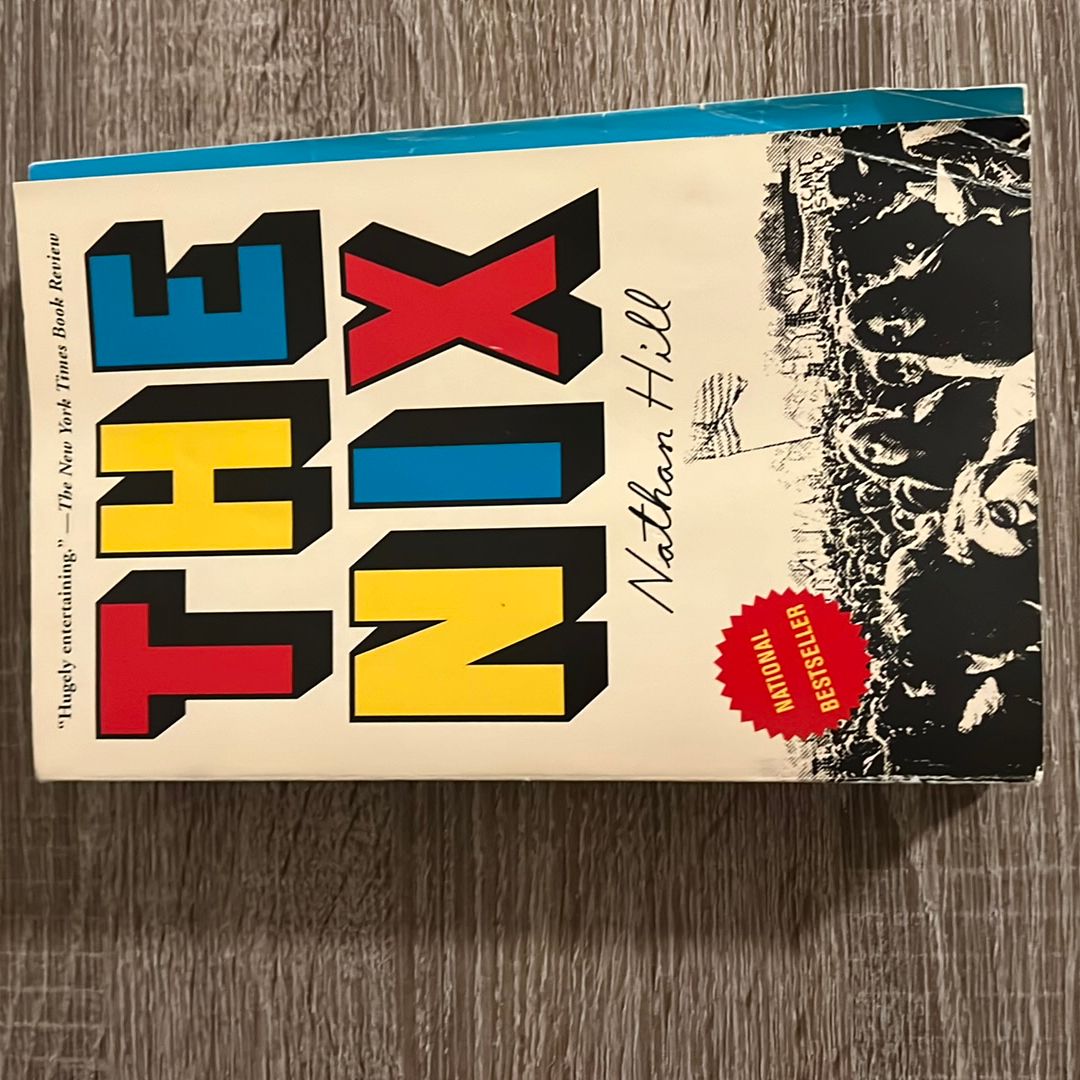 “Hugely entertaining.” —The New York Times Book Review
THE
NIX
Nathan Hill
NATIONAL
BESTSELLER